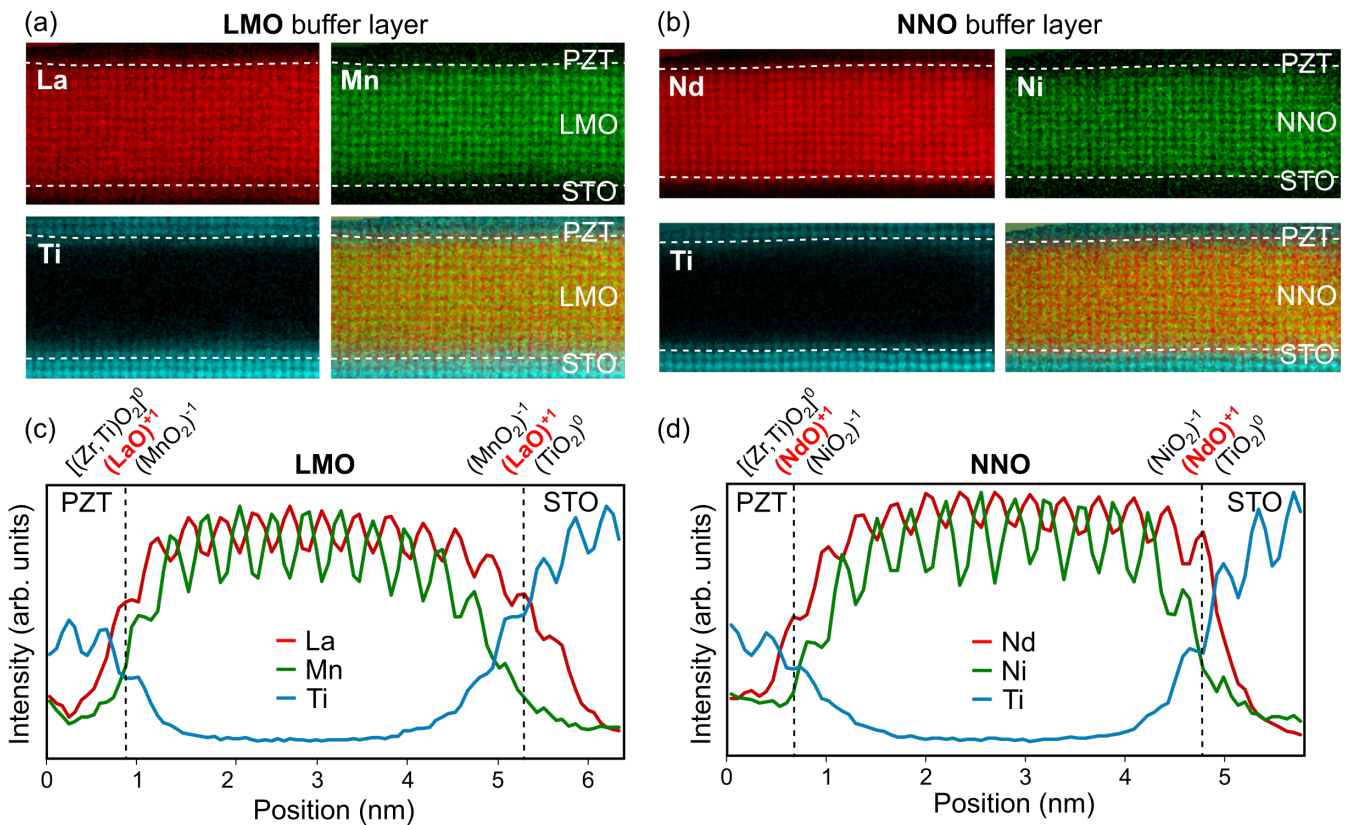 (a) LMO buffer layer
La
Mn
PZT
LMO
STO
Ti
PZT
LMO
STO
(b) NNO buffer layer
Nd
Ni
PZT
NNO
STO
Ti
PZT
NNO
STO
(c)
[(Zr,Ti)O₂]⁰
(LaO)⁺¹
(MnO₂)⁻¹
LMO
(MnO₂)⁻¹
(LaO)⁺¹
(TiO₂)⁰
PZT
STO
La
Mn
Ti
Intensity (arb. units)
0 1 2 3 4 5 6
Position (nm)
(d)
[(Zr,Ti)O₂]⁰
(NdO)⁺¹
(NiO₂)⁻¹
NNO
(NiO₂)⁻¹
(NdO)⁺¹
(TiO₂)⁰
PZT
STO
Nd
Ni
Ti
Intensity (arb. units)
0 1 2 3 4 5
Position (nm)